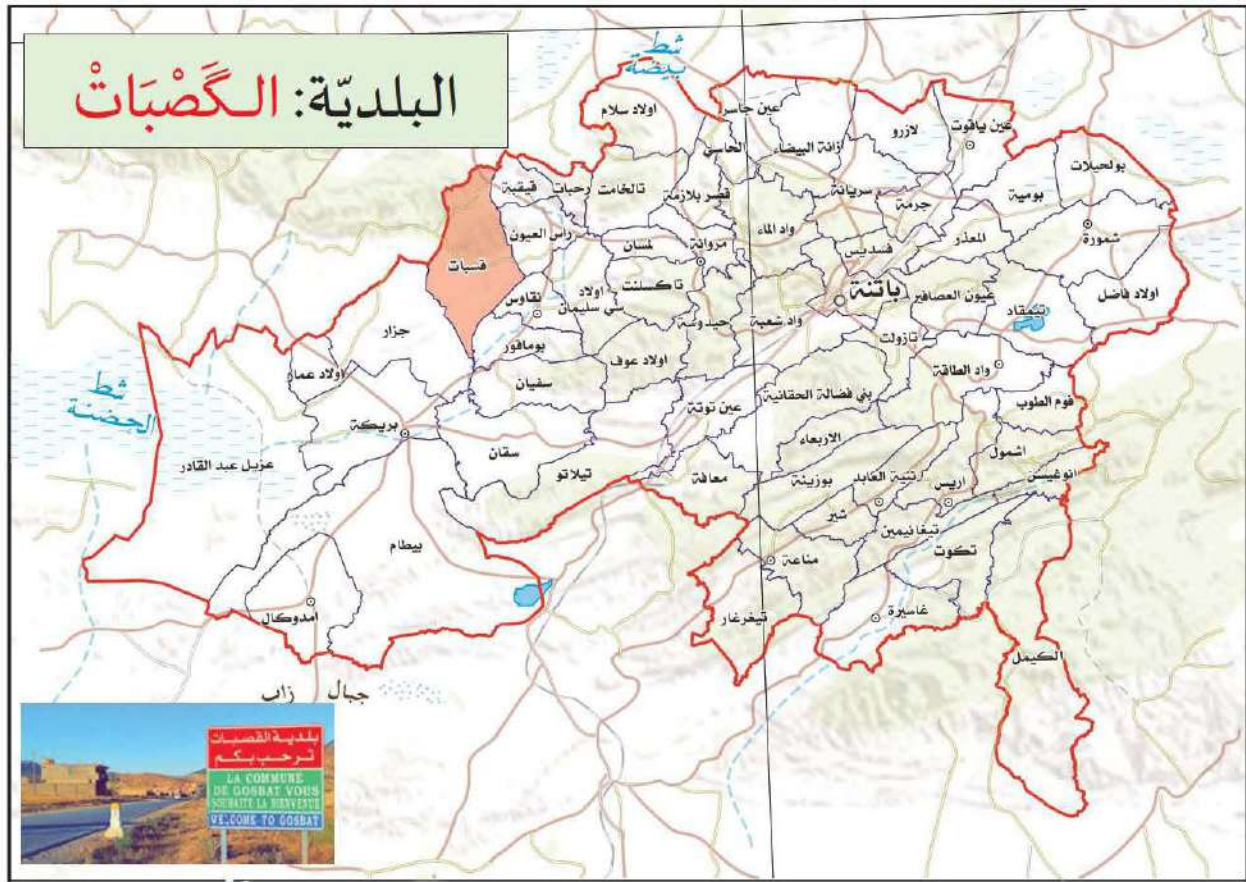 البلديّة: الـگَصْبَاتْ
شط
بيضة
اولاد سلام
عين جاسر
الحاسي
زانة البيضاء
لازرو
عين ياقوت
بولحيلات
بومية
قيقبة
رحبات
تالخامت
قصر بلازمة
سريانة
جرمة
شمورة
راس العيون
لمسان
مروانة
واد الماء
فسديس
المعذر
قسبات
نقاوس
اولاد
سي سليمان
تاكسلنت
حيدوسة
واد شعبة
باتنة
عيون العصافير
تيمقاد
اولاد فاضل
جزار
بومافور
اولاد عوف
تازولت
اولاد عمار
سفيان
عين توتة
بني فضالة الحقانية
واد الطاقة
فوم الطوب
شط
الحضنة
بريكة
سقان
تيلاتو
معافة
الاربعاء
بوزينة
ثنية العابد
اريس
اشمول
انوغيسن
عزيل عبد القادر
بيطام
شير
تيغانيمين
تكوت
مناعة
امدوكال
تيغرغار
غاسيرة
الكيمل
جبال زاب
بلدية القصبات
ترحب بكم
LA COMMUNE
DE GOSBAT VOUS
SOUHAITE LA BIENVENUE
WELCOME TO GOSBAT